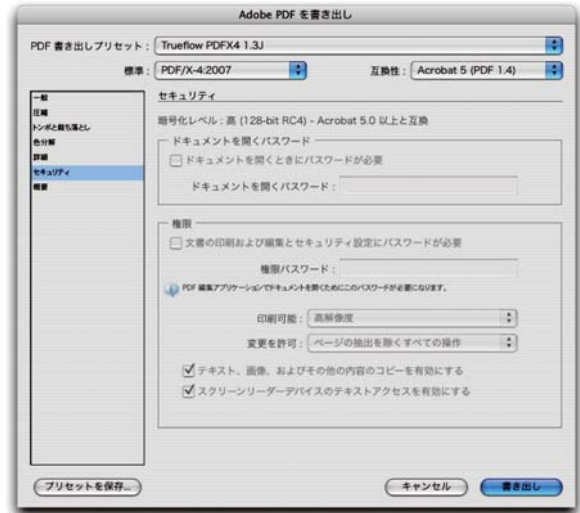 Adobe PDF を書き出し
PDF 書き出しプリセット： Trueflow PDFX4 1.3J
標準： PDF/X-4:2007 互換性： Acrobat 5 (PDF 1.4)
一般
圧縮
トンボと裁ち落とし
色分解
詳細
セキュリティ
概要
セキュリティ
暗号化レベル：高 (128-bit RC4) - Acrobat 5.0 以上と互換
ドキュメントを開くパスワード
ドキュメントを開くときにパスワードが必要
ドキュメントを開くパスワード：
権限
文書の印刷および編集とセキュリティ設定にパスワードが必要
権限パスワード：
PDF 編集アプリケーションでドキュメントを開くためにこのパスワードが必要になります。
印刷可能： 高解像度
変更を許可： ページの抽出を除くすべての操作
テキスト、画像、およびその他の内容のコピーを有効にする
スクリーンリーダーデバイスのテキストアクセスを有効にする
プリセットを保存... キャンセル 書き出し